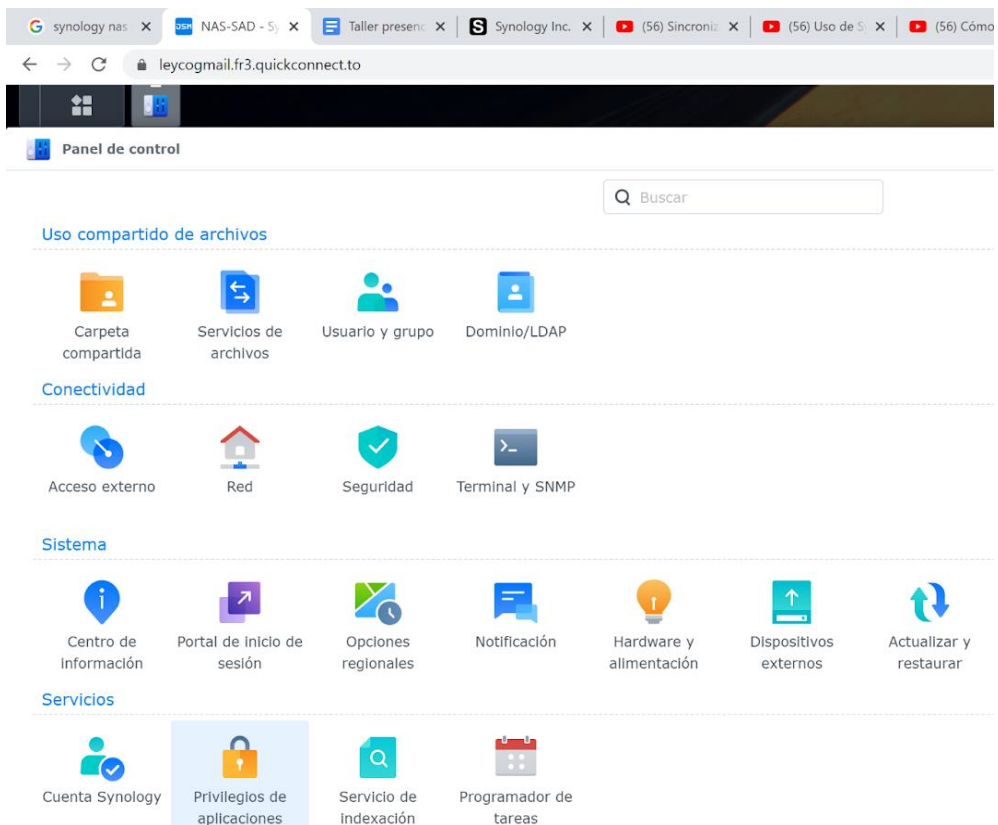 synology nas
NAS-SAD - Sy
Taller presenc
Synology Inc.
(56) Sincroniz
(56) Uso de S
(56) Cómo
leycogmail.fr3.quickconnect.to
Panel de control
Buscar
Uso compartido de archivos
Carpeta
compartida
Servicios de
archivos
Usuario y grupo
Dominio/LDAP
Conectividad
Acceso externo
Red
Seguridad
Terminal y SNMP
Sistema
Centro de
información
Portal de inicio de
sesión
Opciones
regionales
Notificación
Hardware y
alimentación
Dispositivos
externos
Actualizar y
restaurar
Servicios
Cuenta Synology
Privilegios de
aplicaciones
Servicio de
indexación
Programador de
tareas